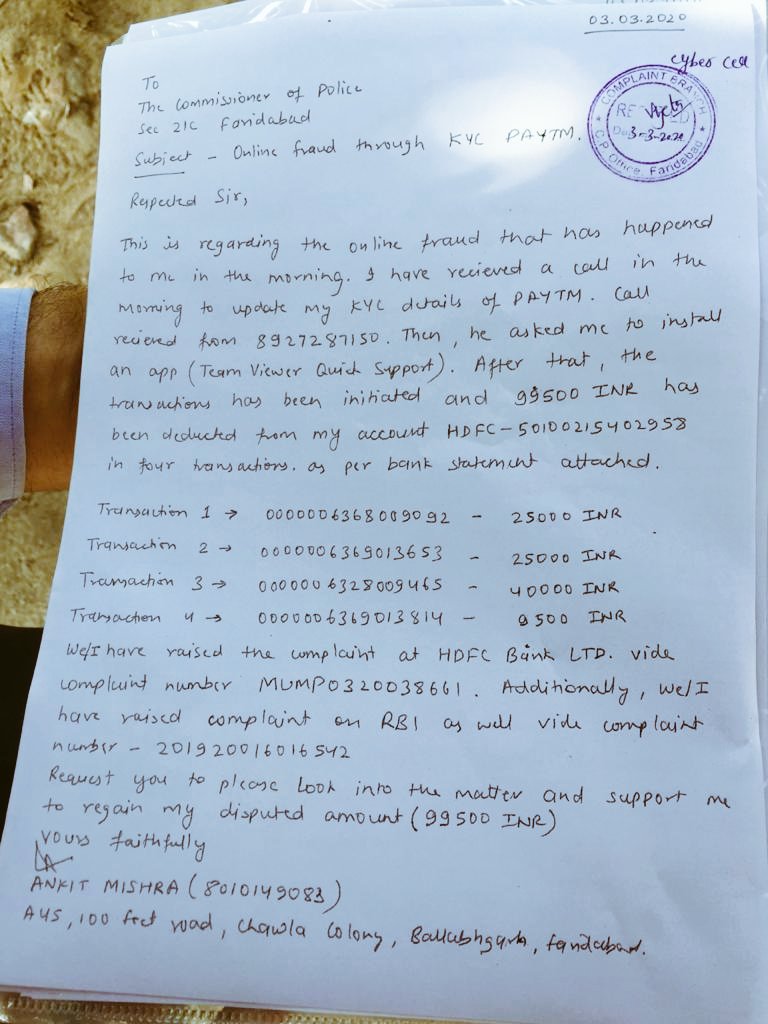 03.03.2020
cyber cell
COMPLAINT BRANCH
3-3-2020
C.P. Office, Faridabad
To
The Commissioner of Police
Sec 21C Faridabad
Subject - Online fraud through KYC PAYTM.
Respected Sir,
This is regarding the online fraud that has happened
to me in the morning. I have recieved a call in the
morning to update my KYC details of PAYTM. Call
recieved from 8927287150. Then, he asked me to install
an app (Team Viewer Quick Support). After that, the
transactions has been initiated and 99500 INR has
been deducted from my account HDFC-50100215402958
in four transactions. as per bank statement attached.
Transaction 1 → 0000006368009092 - 25000 INR
Transaction 2 → 0000006369013653 - 25000 INR
Transaction 3 → 0000006328009465 - 40000 INR
Transaction 4 → 0000006369013814 - 9500 INR
We/I have raised the complaint at HDFC Bank LTD. vide
complaint number MUMP0320038661. Additionally, we/I
have raised complaint on RBI as well vide complaint
number - 201920016016542
Request you to please look into the matter and support me
to regain my disputed amount (99500 INR)
Yours faithfully
ANKIT MISHRA (8010149083)
A45, 100 feet road, Chawla Colony, Ballabhgarh, Faridabad.